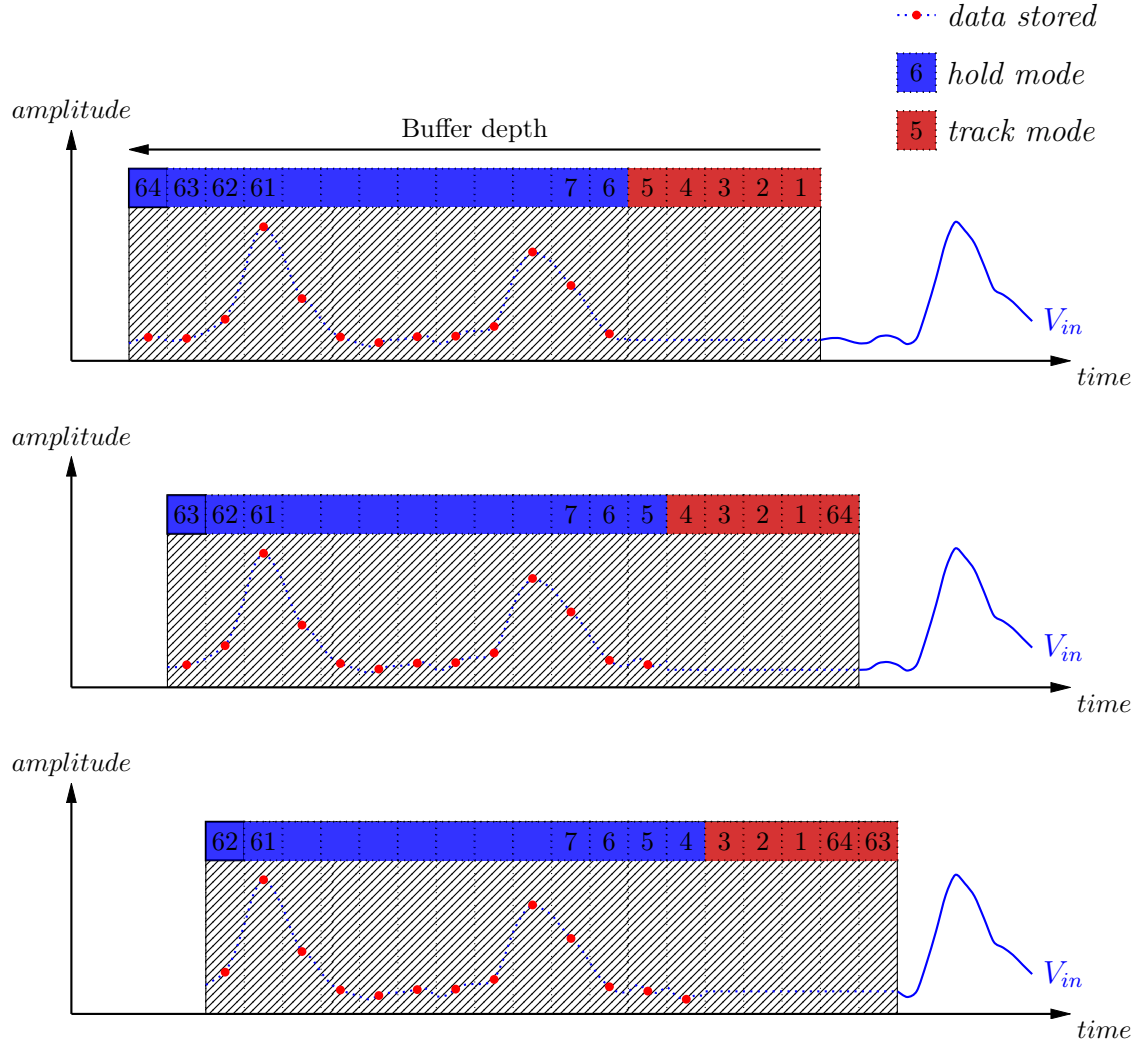 data stored
6 hold mode
5 track mode
amplitude
Buffer depth
64 63 62 61 7 6 5 4 3 2 1
V_in
time
amplitude
63 62 61 7 6 5 4 3 2 1 64
V_in
time
amplitude
62 61 7 6 5 4 3 2 1 64 63
V_in
time